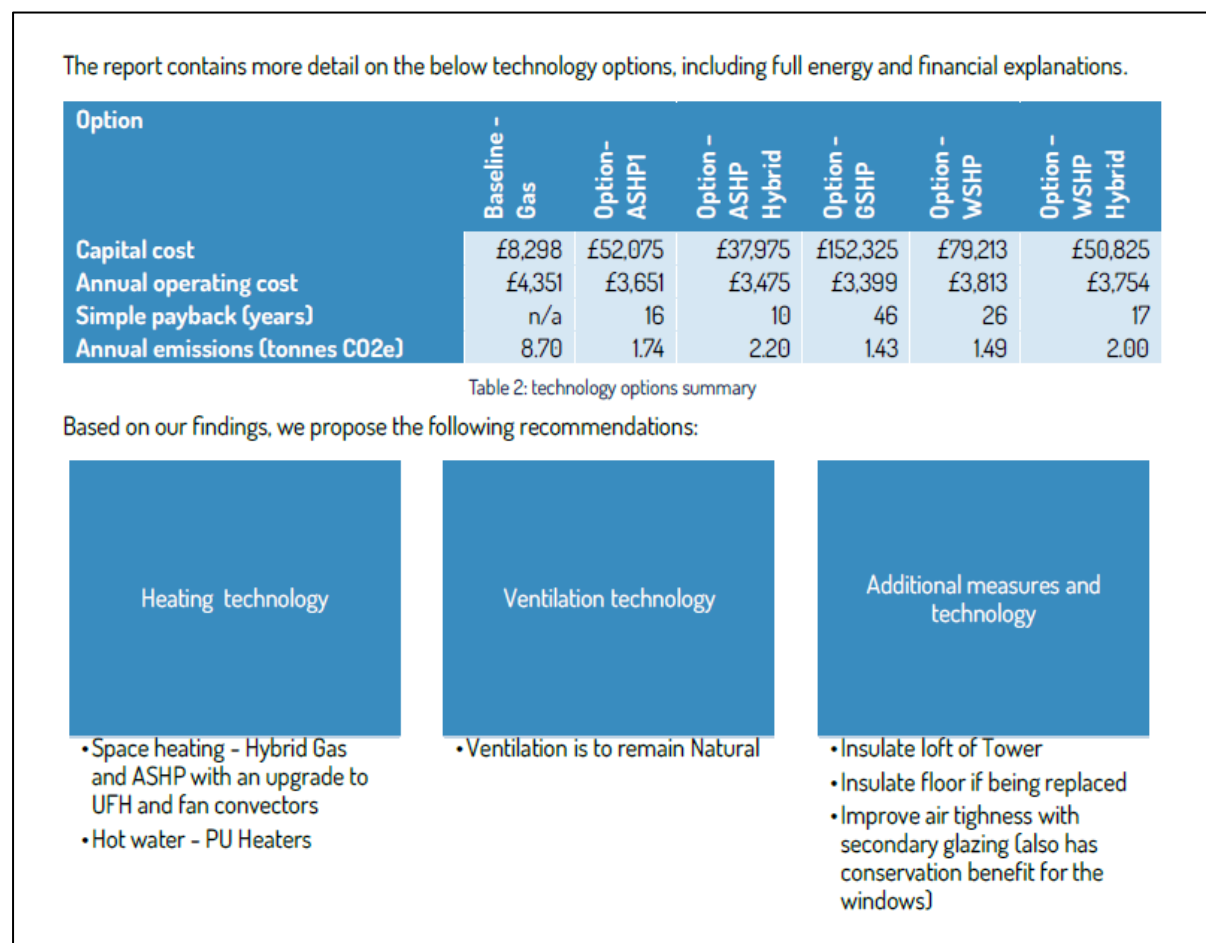 The report contains more detail on the below technology options, including full energy and financial explanations.
Option
Baseline –
Gas
Option-
ASHP1
Option –
ASHP
Hybrid
Option –
GSHP
Option –
WSHP
Option –
WSHP
Hybrid
Capital cost £8,298 £52,075 £37,975 £152,325 £79,213 £50,825
Annual operating cost £4,351 £3,651 £3,475 £3,399 £3,813 £3,754
Simple payback (years) n/a 16 10 46 26 17
Annual emissions (tonnes CO2e) 8.70 1.74 2.20 1.43 1.49 2.00
Table 2: technology options summary
Based on our findings, we propose the following recommendations:
Heating technology
• Space heating - Hybrid Gas
and ASHP with an upgrade to
UFH and fan convectors
• Hot water - PU Heaters
Ventilation technology
• Ventilation is to remain Natural
Additional measures and
technology
• Insulate loft of Tower
• Insulate floor if being replaced
• Improve air tighness with
secondary glazing (also has
conservation benefit for the
windows)